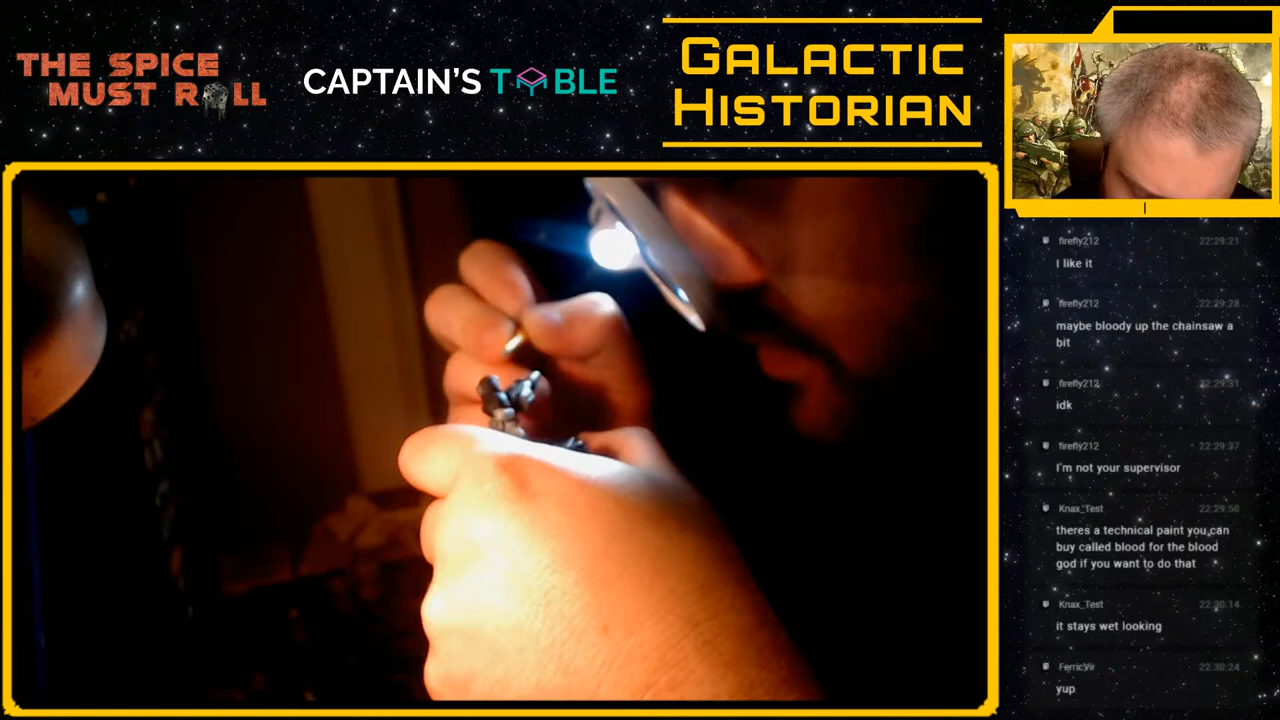 THE SPICE
MUST ROLL
CAPTAIN'S TABLE
GALACTIC
HISTORIAN
firefly212 22:29:21
I like it
firefly212 22:29:28
maybe bloody up the chainsaw a
bit
firefly212 22:29:31
idk
firefly212 22:29:37
I'm not your supervisor
Knax_Test 22:29:50
theres a technical paint you can
buy called blood for the blood
god if you want to do that
Knax_Test 22:30:14
it stays wet looking
FerricVir 22:30:24
yup